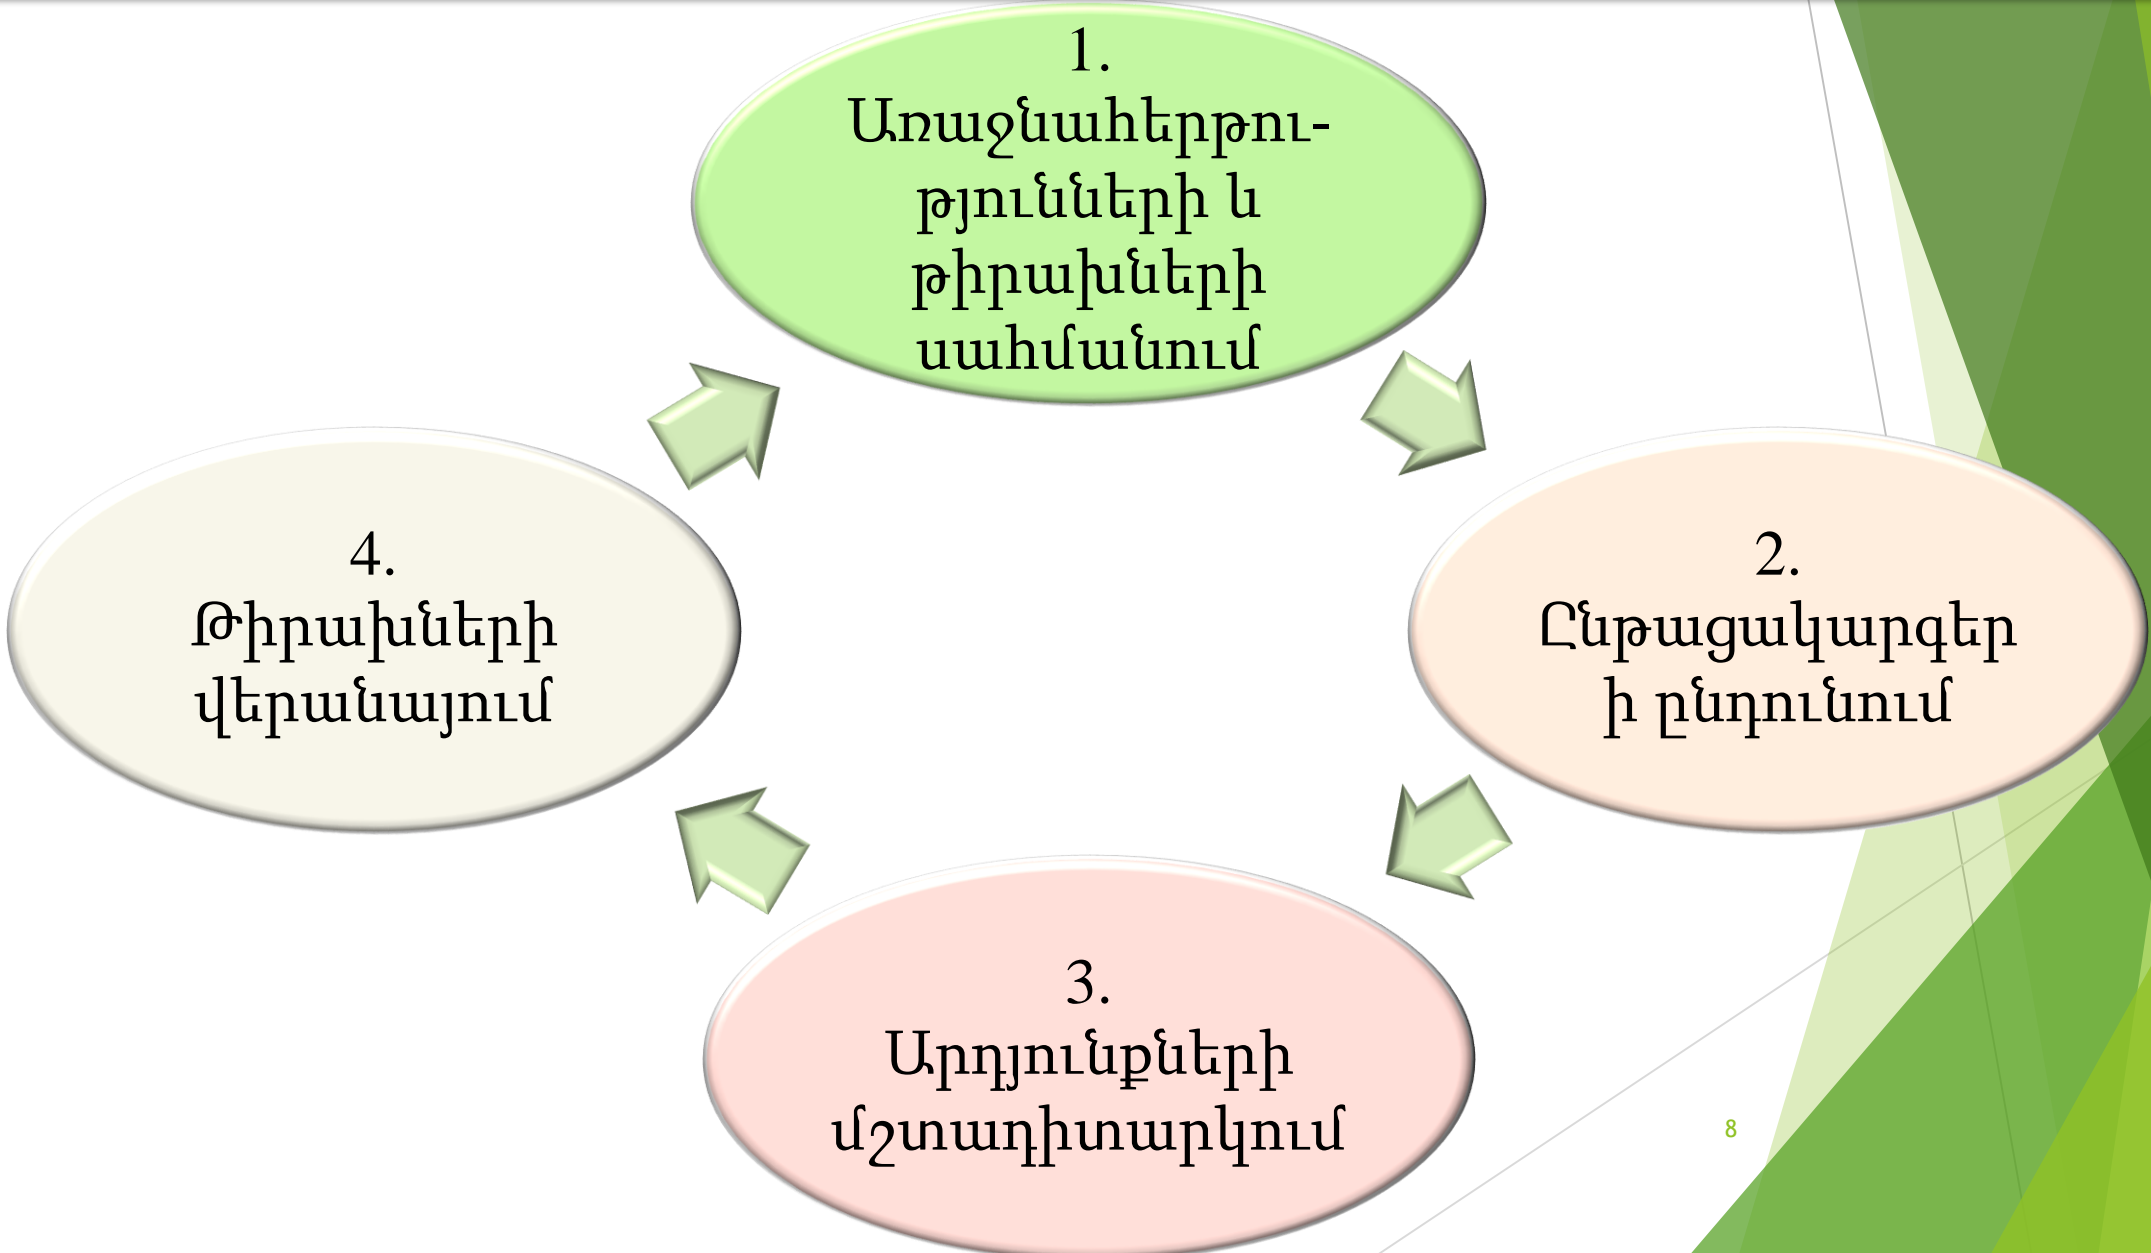 1.
Առաջնահերթու-
թյունների և
թիրախների
սահմանում
2.
Ընթացակարգեր
ի ընդունում
3.
Արդյունքների
մշտադիտարկում
4.
Թիրախների
վերանայում
8